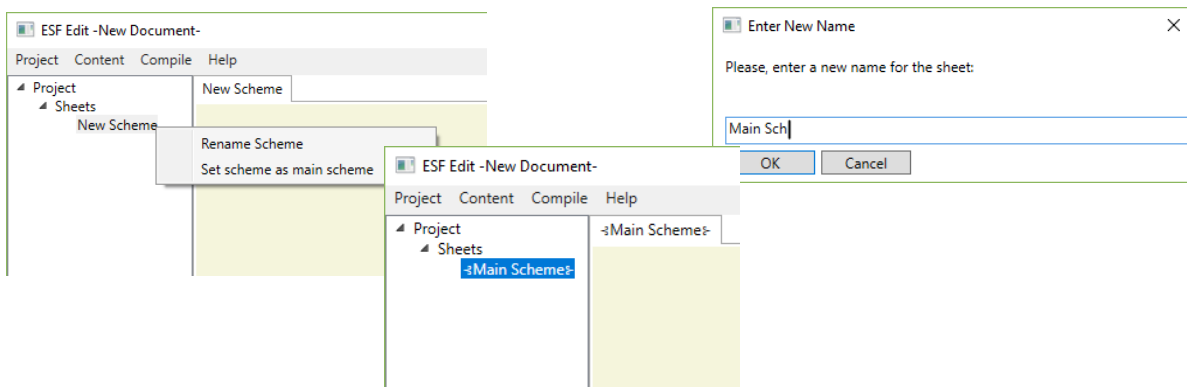 ESF Edit -New Document-
Project Content Compile Help
Project
Sheets
New Scheme
New Scheme
Rename Scheme
Set scheme as main scheme
ESF Edit -New Document-
Project Content Compile Help
Project
Sheets
⊰Main Scheme⊱
⊰Main Scheme⊱
Enter New Name
Please, enter a new name for the sheet:
Main Sch
OK Cancel